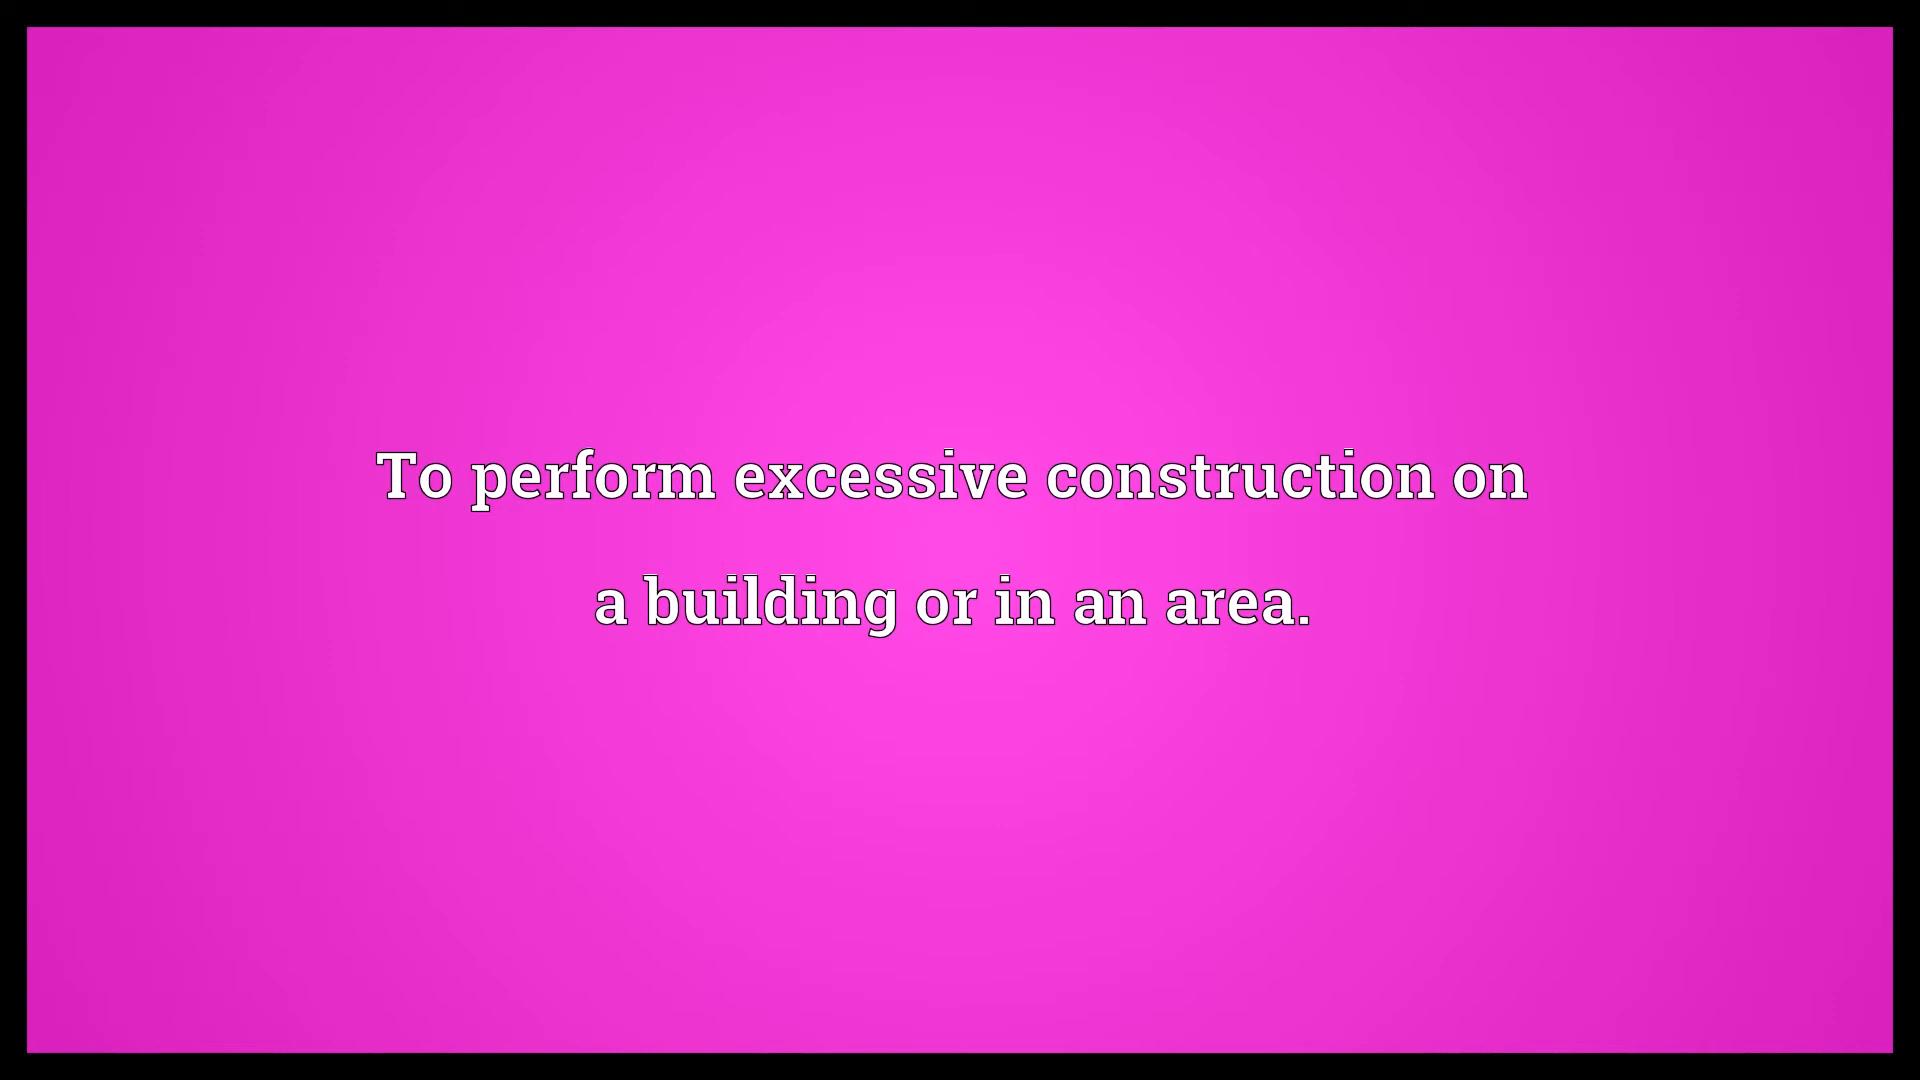 To perform excessive construction on
a building or in an area.